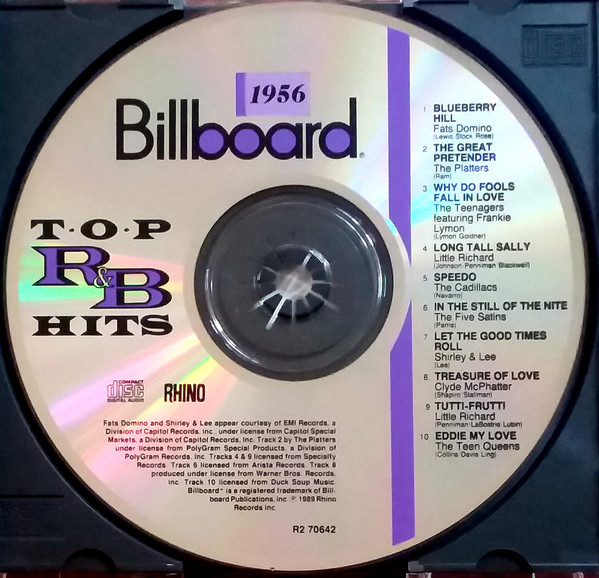 1956
Billboard®
T·O·P
R&B
HITS
COMPACT
disc
DIGITAL AUDIO
RHINO
1 BLUEBERRY
HILL
Fats Domino
(Lewis Stock Rose)
2 THE GREAT
PRETENDER
The Platters
(Ram)
3 WHY DO FOOLS
FALL IN LOVE
The Teenagers
featuring Frankie
Lymon
(Lymon Goldner)
4 LONG TALL SALLY
Little Richard
(Johnson Penniman Blackwell)
5 SPEEDO
The Cadillacs
(Navarro)
6 IN THE STILL OF THE NITE
The Five Satins
(Parris)
7 LET THE GOOD TIMES
ROLL
Shirley & Lee
(Lee)
8 TREASURE OF LOVE
Clyde McPhatter
(Shapiro Stallman)
9 TUTTI-FRUTTI
Little Richard
(Penniman LaBostrie Lubin)
10 EDDIE MY LOVE
The Teen Queens
(Collins Davis Ling)
Fats Domino and Shirley & Lee appear courtesy of EMI Records, a
Division of Capitol Records, Inc., under license from Capitol Special
Markets, a Division of Capitol Records, Inc. Track 2 by The Platters
under license from PolyGram Special Products, a Division of
PolyGram Records, Inc. Tracks 4 & 9 licensed from Specialty
Records. Track 6 licensed from Arista Records. Track 8
produced under license from Warner Bros. Records,
Inc. Track 10 licensed from Duck Soup Music.
Billboard® is a registered trademark of Bill-
board Publications, Inc. ℗ 1989 Rhino
Records Inc.
R2 70642